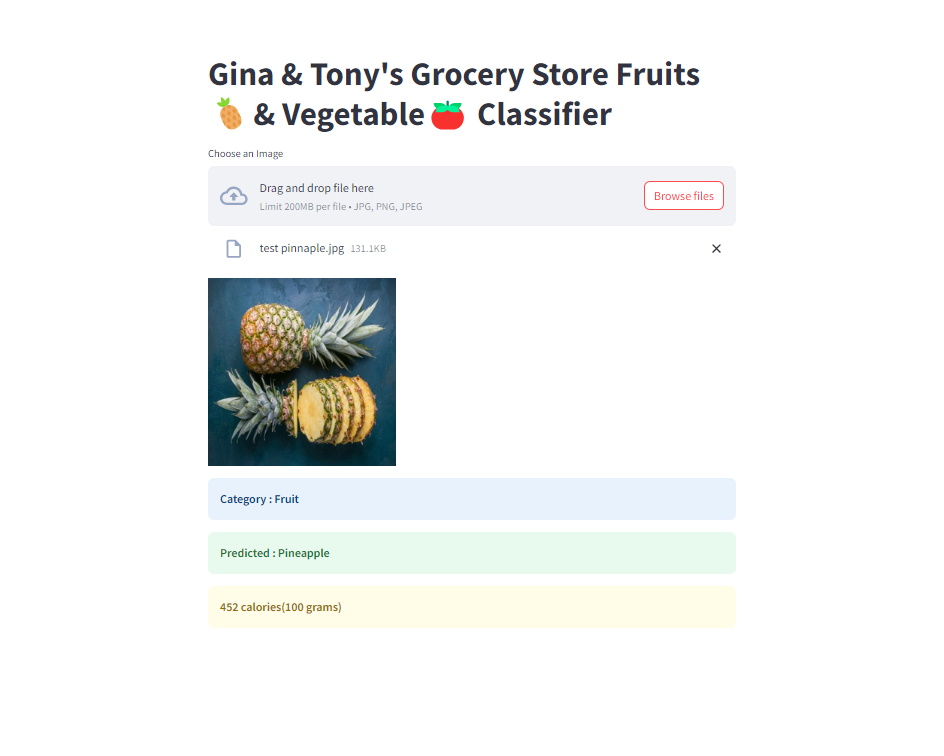 Gina & Tony's Grocery Store Fruits
🍍 & Vegetable 🍅 Classifier
Choose an Image
Drag and drop file here
Limit 200MB per file • JPG, PNG, JPEG
Browse files
test pinnaple.jpg 131.1KB
Category : Fruit
Predicted : Pineapple
452 calories(100 grams)